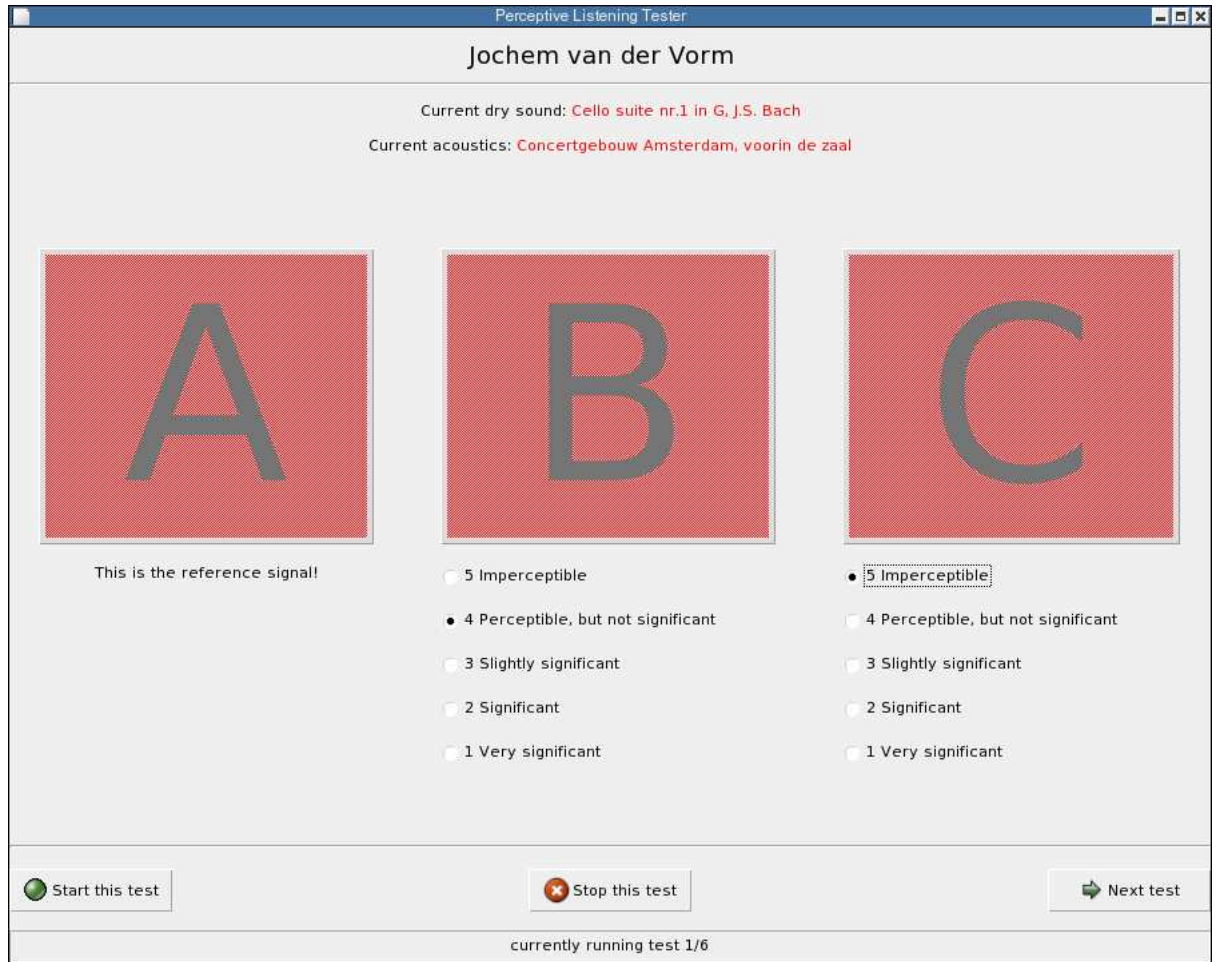 Perceptive Listening Tester
Jochem van der Vorm
Current dry sound: Cello suite nr.1 in G, J.S. Bach
Current acoustics: Concertgebouw Amsterdam, voorin de zaal
A
B
C
This is the reference signal!
5 Imperceptible
4 Perceptible, but not significant
3 Slightly significant
2 Significant
1 Very significant
5 Imperceptible
4 Perceptible, but not significant
3 Slightly significant
2 Significant
1 Very significant
Start this test
Stop this test
Next test
currently running test 1/6